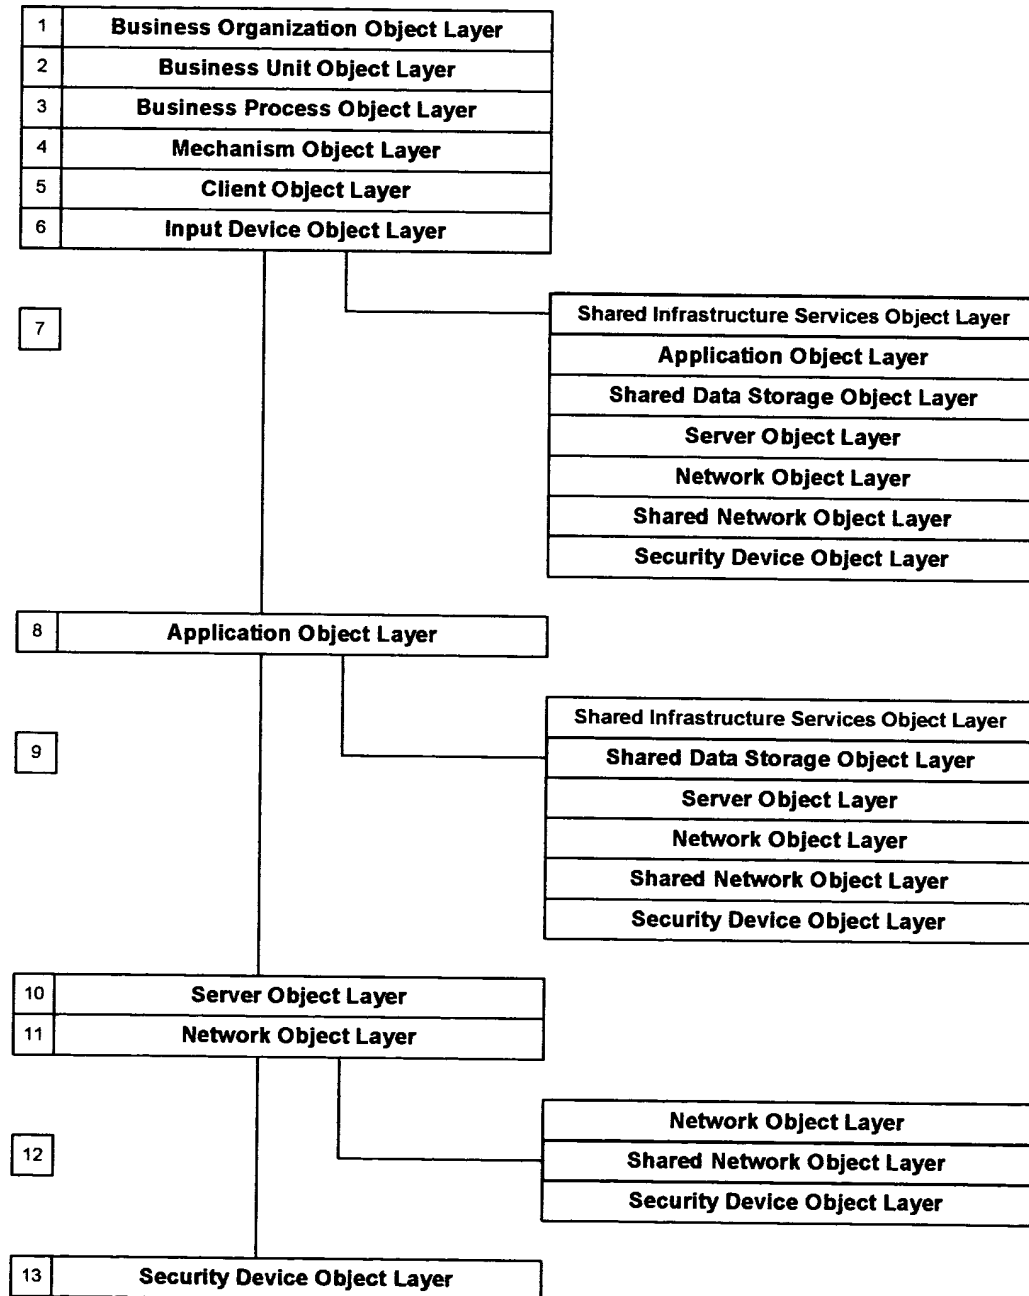 1 Business Organization Object Layer
2 Business Unit Object Layer
3 Business Process Object Layer
4 Mechanism Object Layer
5 Client Object Layer
6 Input Device Object Layer
7
Shared Infrastructure Services Object Layer
Application Object Layer
Shared Data Storage Object Layer
Server Object Layer
Network Object Layer
Shared Network Object Layer
Security Device Object Layer
8 Application Object Layer
9
Shared Infrastructure Services Object Layer
Shared Data Storage Object Layer
Server Object Layer
Network Object Layer
Shared Network Object Layer
Security Device Object Layer
10 Server Object Layer
11 Network Object Layer
12
Network Object Layer
Shared Network Object Layer
Security Device Object Layer
13 Security Device Object Layer